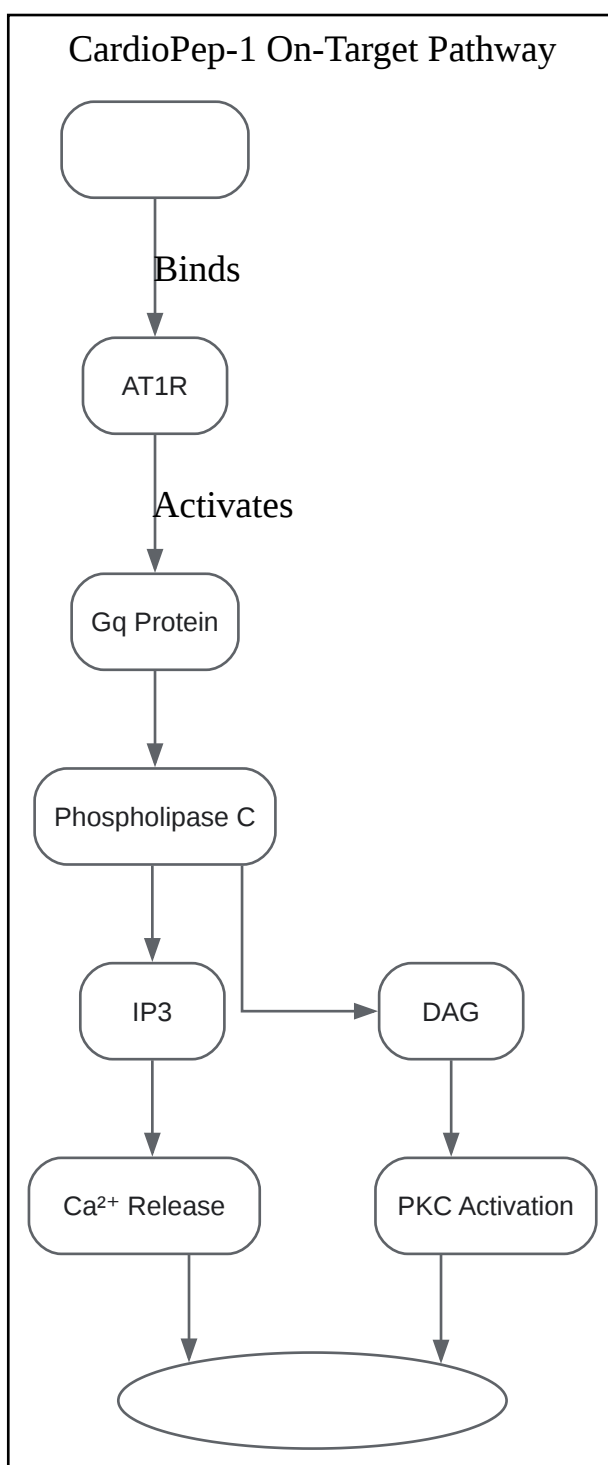 CardioPep-1 On-Target Pathway
Binds
AT1R
Activates
Gq Protein
Phospholipase C
IP3
DAG
Ca²⁺ Release
PKC Activation